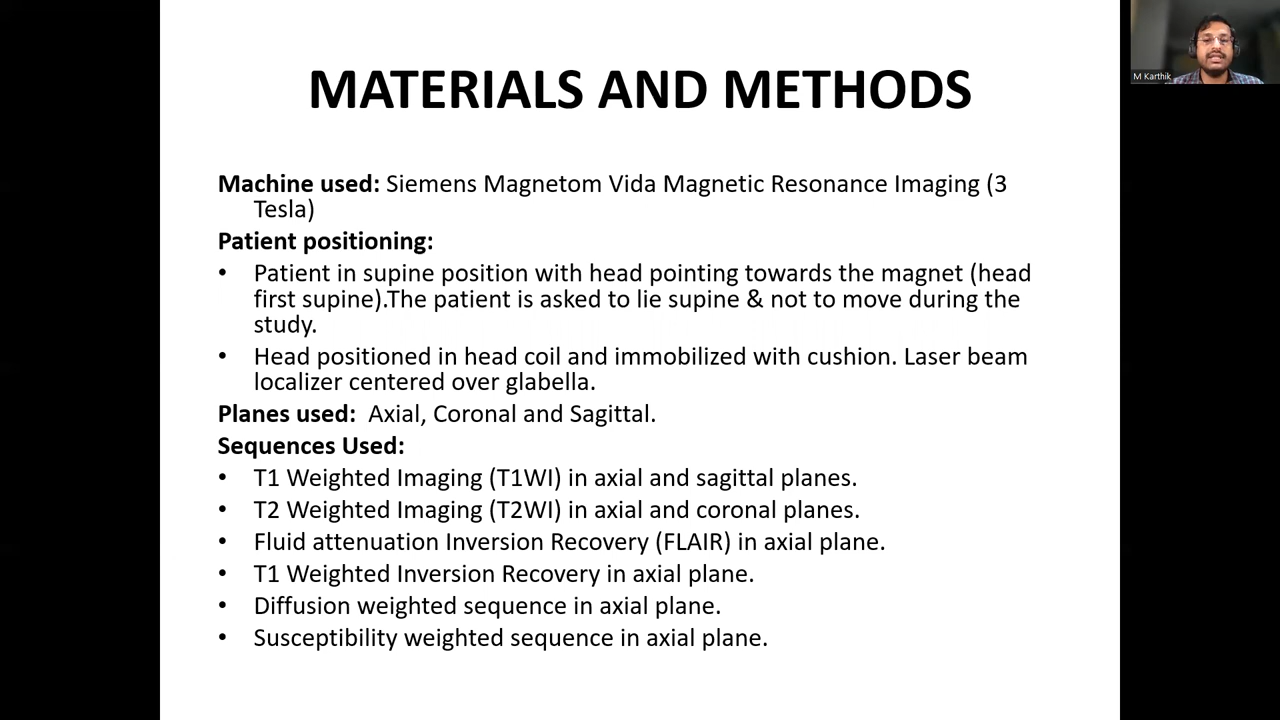 MATERIALS AND METHODS
Machine used: Siemens Magnetom Vida Magnetic Resonance Imaging (3
Tesla)
Patient positioning:
• Patient in supine position with head pointing towards the magnet (head
first supine).The patient is asked to lie supine & not to move during the
study.
• Head positioned in head coil and immobilized with cushion. Laser beam
localizer centered over glabella.
Planes used: Axial, Coronal and Sagittal.
Sequences Used:
• T1 Weighted Imaging (T1WI) in axial and sagittal planes.
• T2 Weighted Imaging (T2WI) in axial and coronal planes.
• Fluid attenuation Inversion Recovery (FLAIR) in axial plane.
• T1 Weighted Inversion Recovery in axial plane.
• Diffusion weighted sequence in axial plane.
• Susceptibility weighted sequence in axial plane.
M Karthik